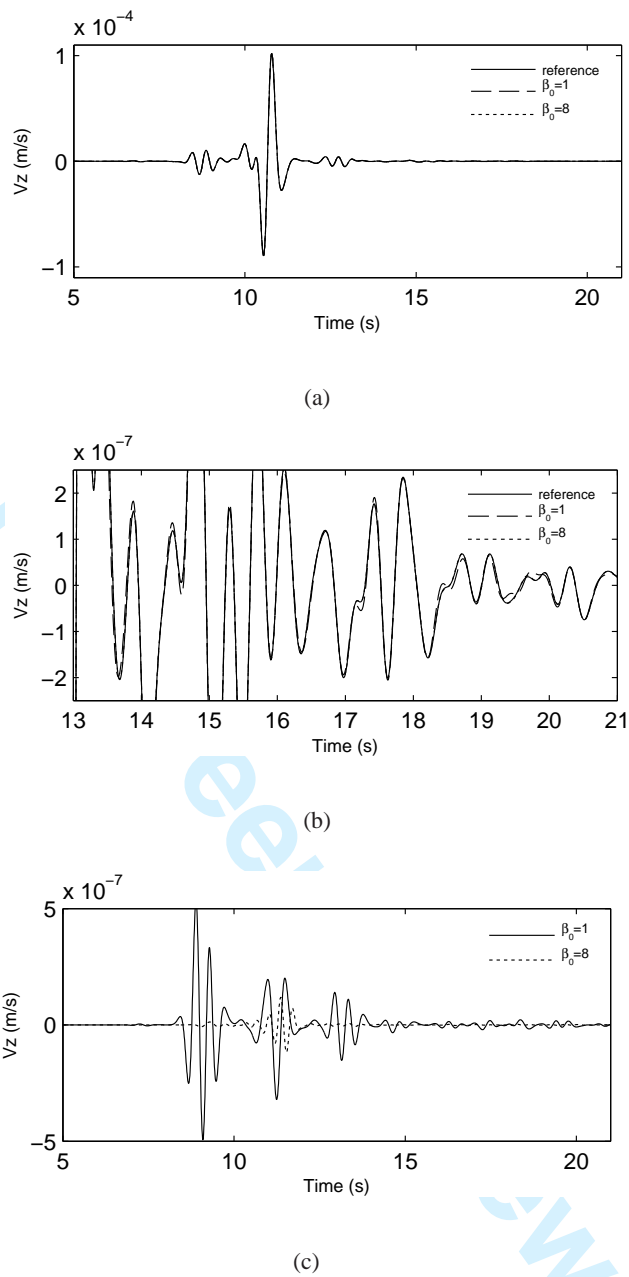 x 10⁻⁴
1
0
−1
Vz (m/s)
reference
β₀=1
β₀=8
5 10 15 20
Time (s)
(a)
x 10⁻⁷
2
1
0
−1
−2
Vz (m/s)
reference
β₀=1
β₀=8
13 14 15 16 17 18 19 20 21
Time (s)
(b)
x 10⁻⁷
5
0
−5
Vz (m/s)
β₀=1
β₀=8
5 10 15 20
Time (s)
(c)